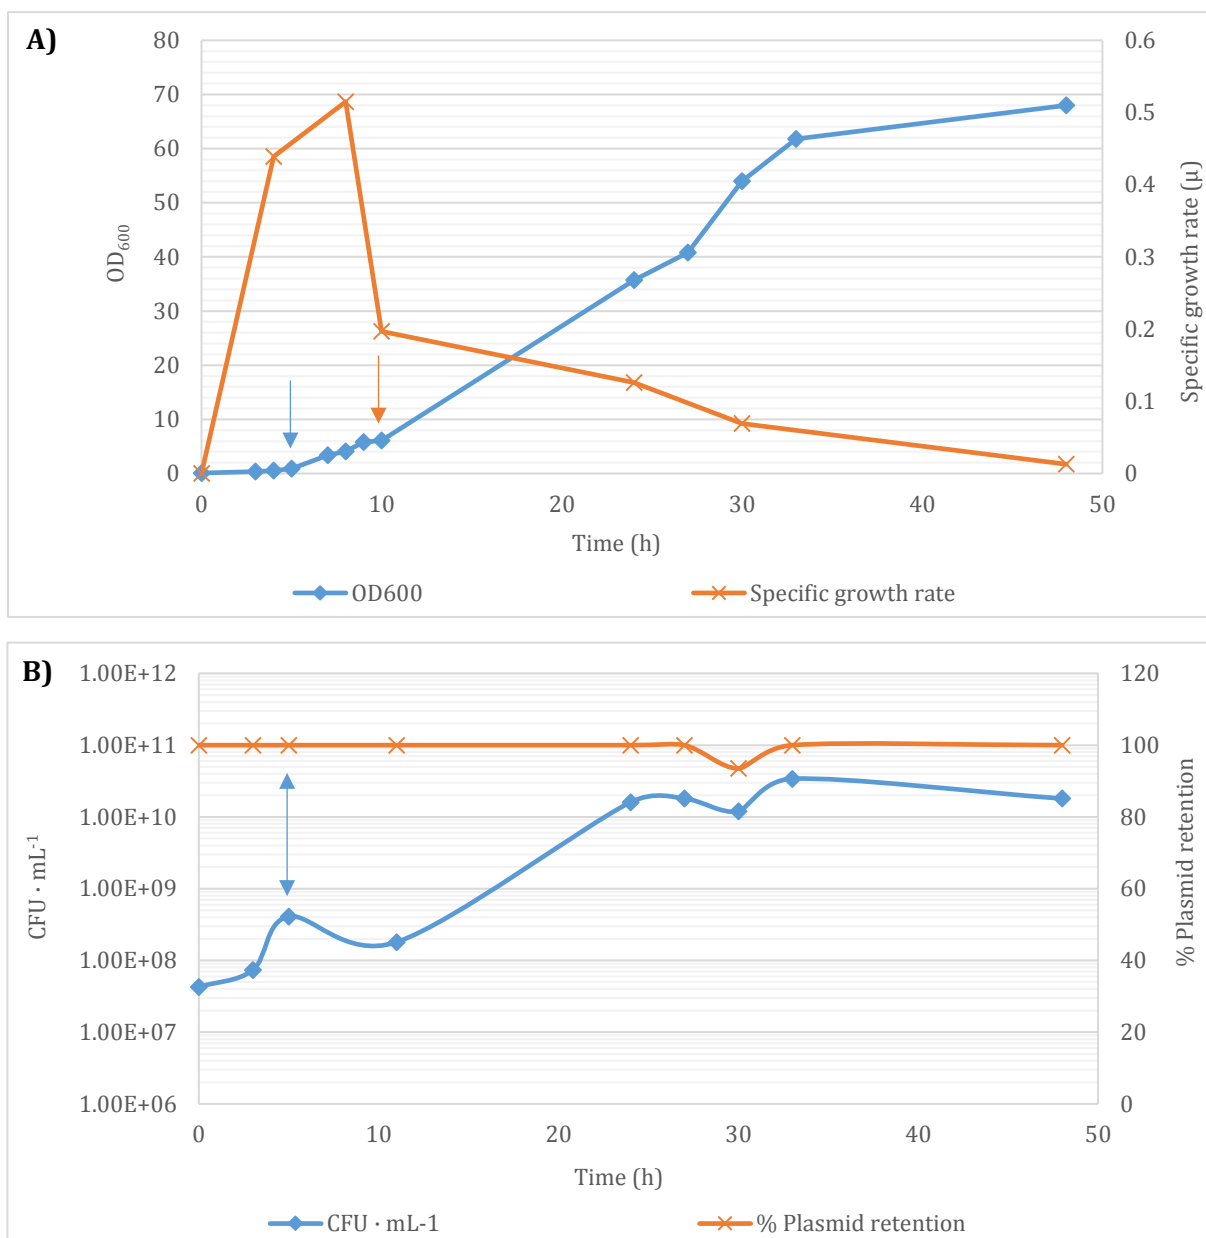 A)
80
70
60
50
40
30
20
10
0
OD600
0.6
0.5
0.4
0.3
0.2
0.1
0
Specific growth rate (μ)
0 10 20 30 40 50
Time (h)
OD600 Specific growth rate
B)
1.00E+12
1.00E+11
1.00E+10
1.00E+09
1.00E+08
1.00E+07
1.00E+06
CFU · mL-1
120
100
80
60
40
20
0
% Plasmid retention
0 10 20 30 40 50
Time (h)
CFU · mL-1 % Plasmid retention